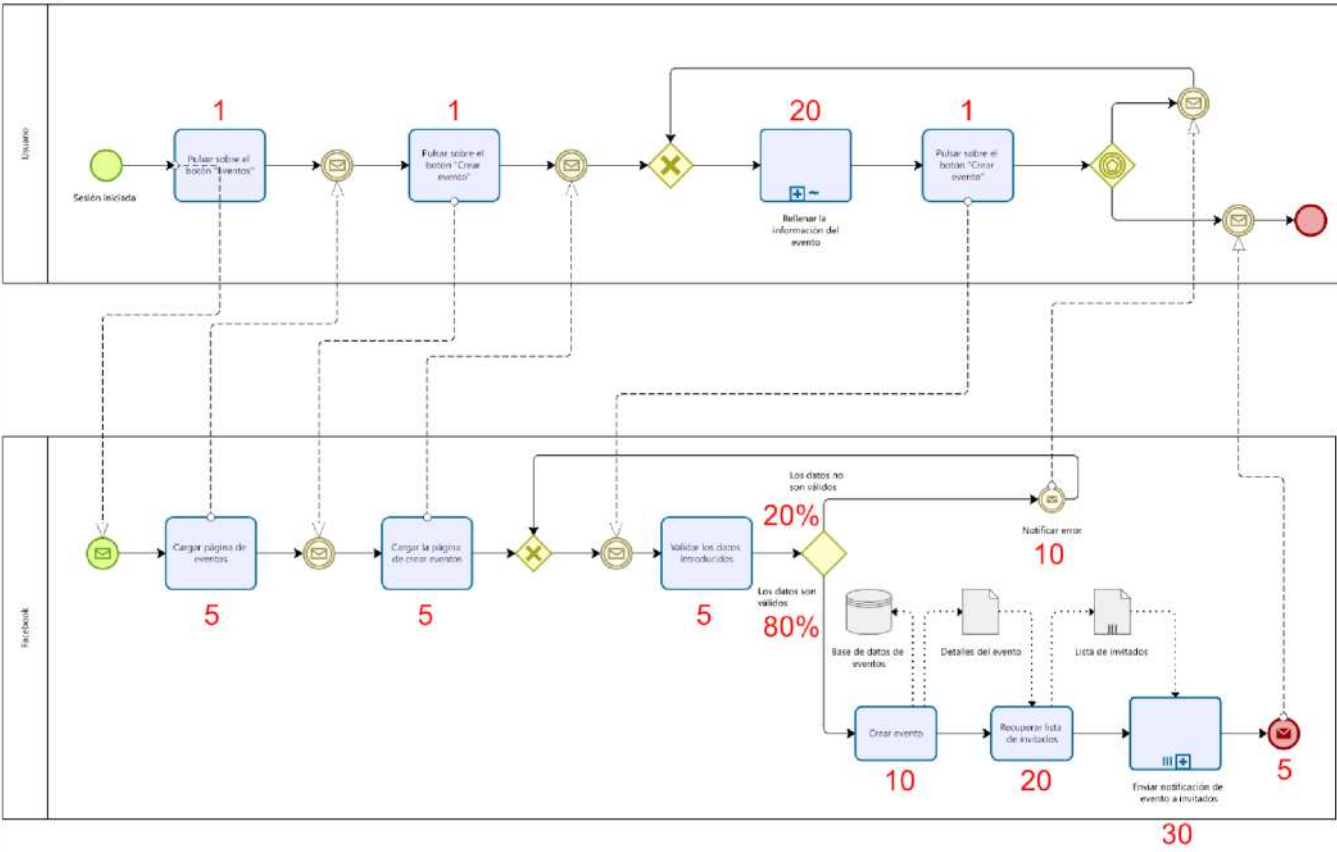 Usuario
1
1
20
1
Pulsar sobre el
botón "Eventos"
Pulsar sobre el
botón "Crear
evento"
Pulsar sobre el
botón "Crear
evento"
Sesión iniciada
Rellenar la
información del
evento
Facebook
Los datos no
son válidos
20%
Notificar error
10
Cargar página de
eventos
Cargar la página
de crear eventos
Validar los datos
introducidos
5
5
5
Los datos son
válidos
80%
Base de datos de
eventos
Detalles del evento
Lista de invitados
Crear evento
Recuperar lista
de invitados
10
20
5
Enviar notificación de
evento a invitados
30